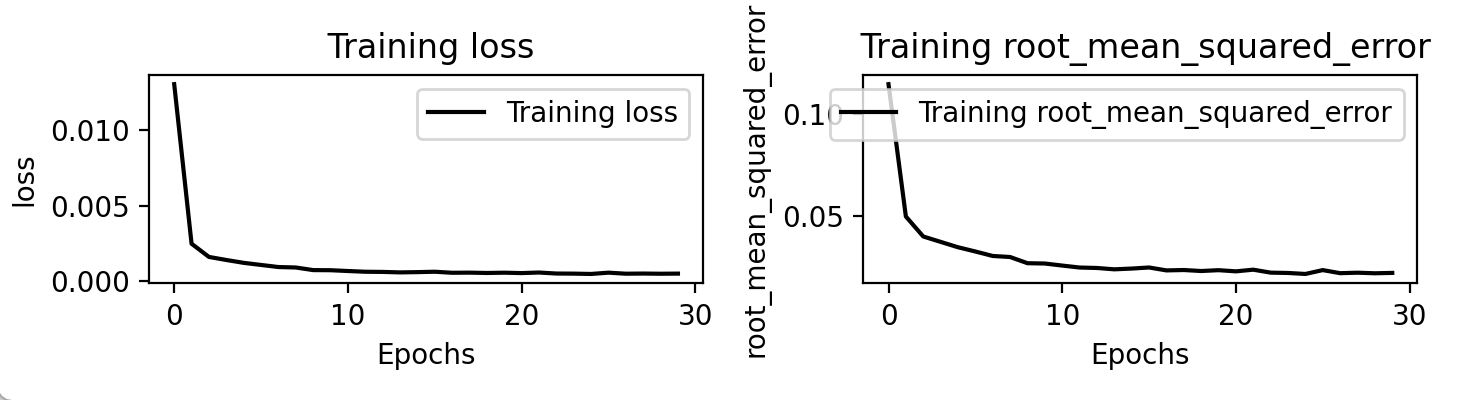 Training loss
Training loss
loss
0.010
0.005
0.000
0
10
20
30
Epochs
Training root_mean_squared_error
Training root_mean_squared_error
root_mean_squared_error
0.10
0.05
0
10
20
30
Epochs